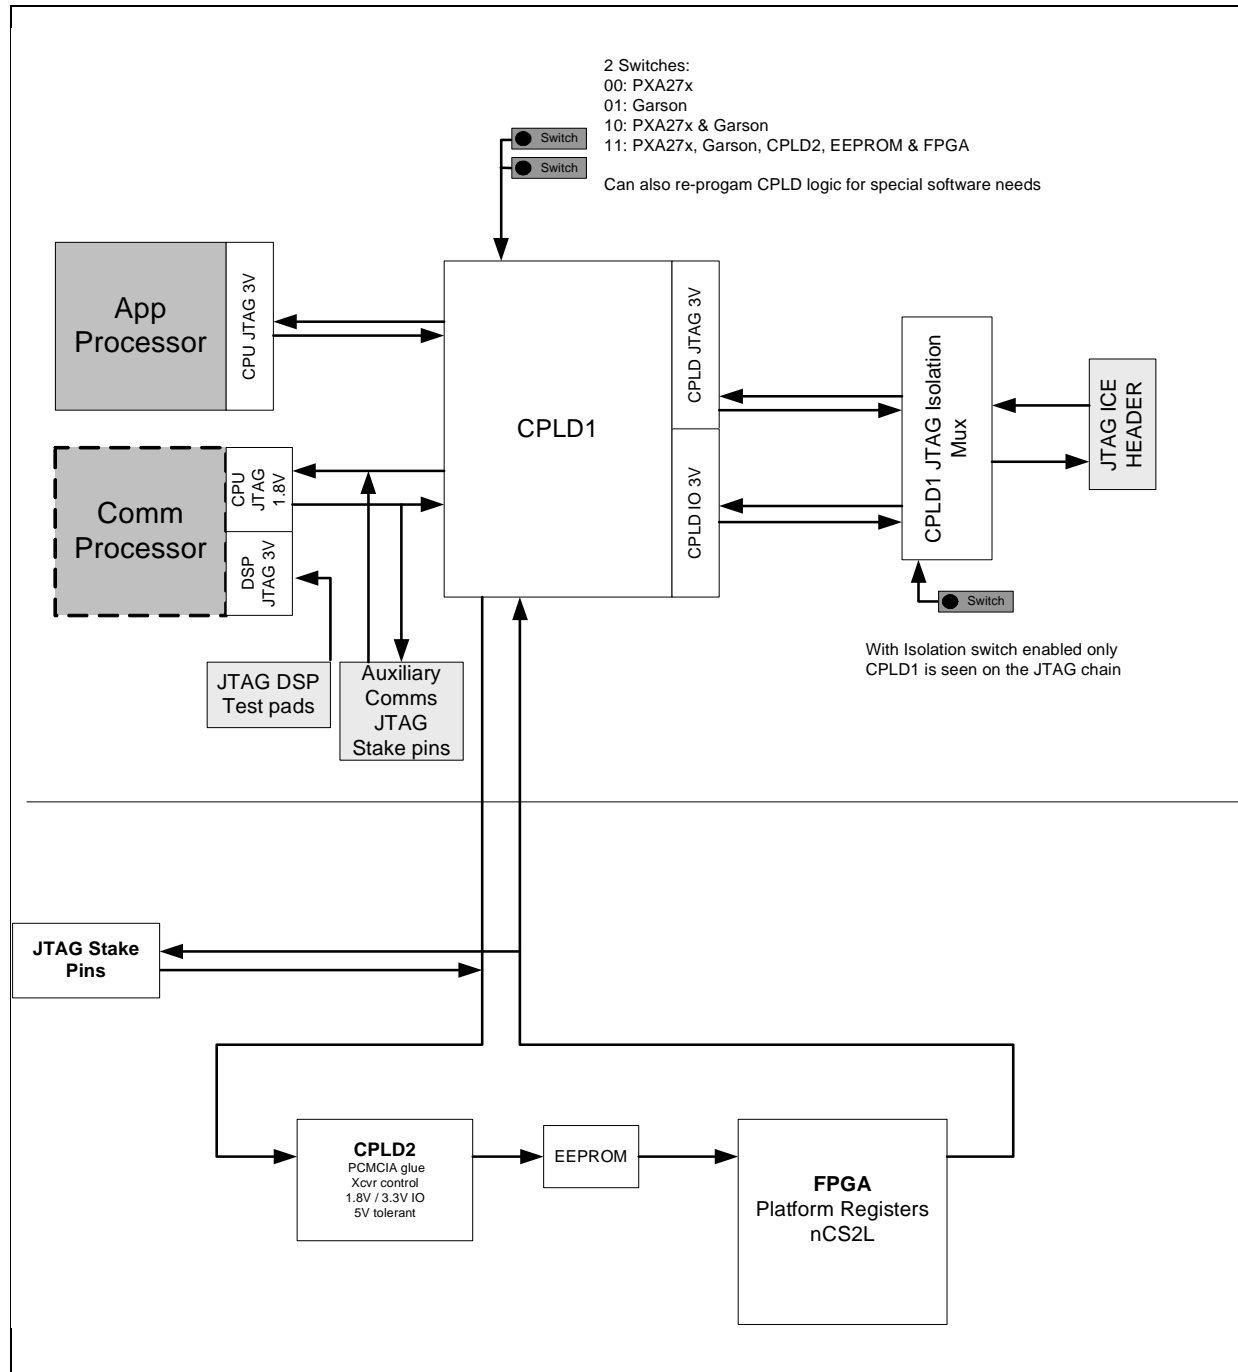 2 Switches:
00: PXA27x
01: Garson
10: PXA27x & Garson
11: PXA27x, Garson, CPLD2, EEPROM & FPGA
Can also re-progam CPLD logic for special software needs
Switch
Switch
App
Processor
CPU JTAG 3V
CPLD1
CPLD JTAG 3V
CPLD IO 3V
CPLD1 JTAG Isolation
Mux
JTAG ICE
HEADER
Comm
Processor
CPU
JTAG
1.8V
DSP
JTAG 3V
Switch
With Isolation switch enabled only
CPLD1 is seen on the JTAG chain
JTAG DSP
Test pads
Auxiliary
Comms
JTAG
Stake pins
JTAG Stake
Pins
CPLD2
PCMCIA glue
Xcvr control
1.8V / 3.3V IO
5V tolerant
EEPROM
FPGA
Platform Registers
nCS2L